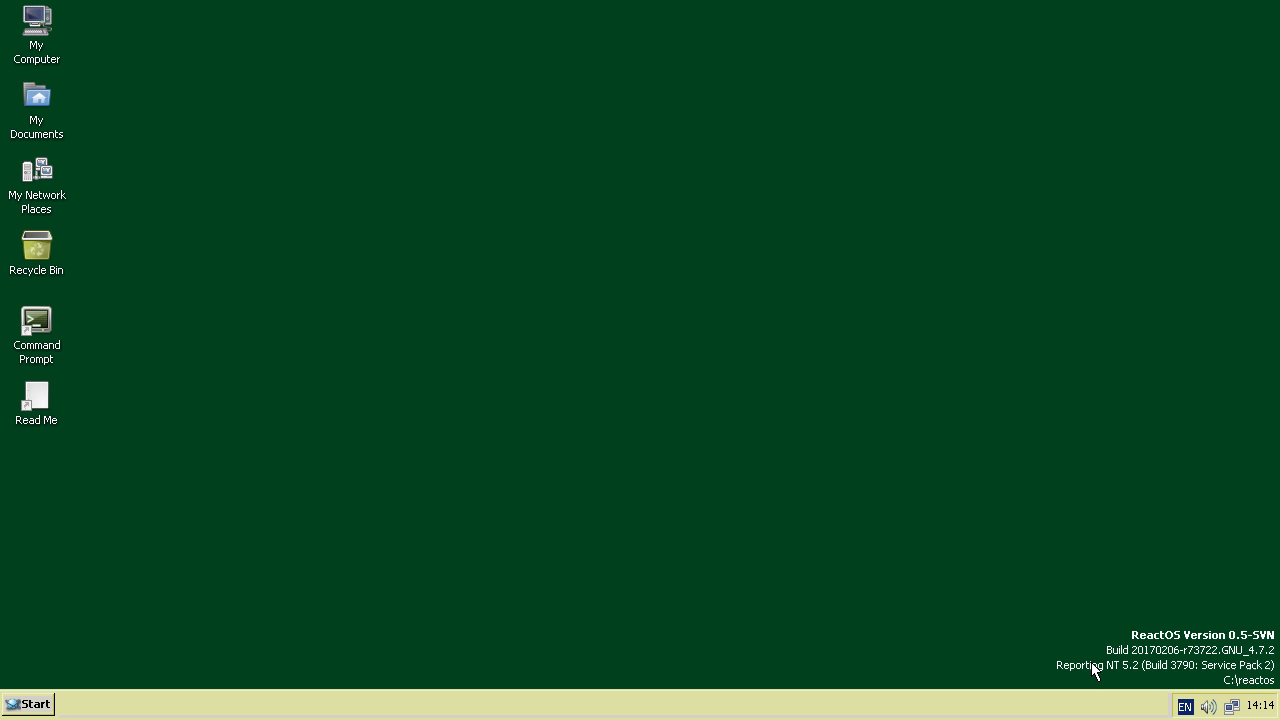 My
Computer
My
Documents
My Network
Places
Recycle Bin
Command
Prompt
Read Me
ReactOS Version 0.5-SVN
Build 20170206-r73722.GNU_4.7.2
Reporting NT 5.2 (Build 3790: Service Pack 2)
C:\reactos
Start
EN
14:14